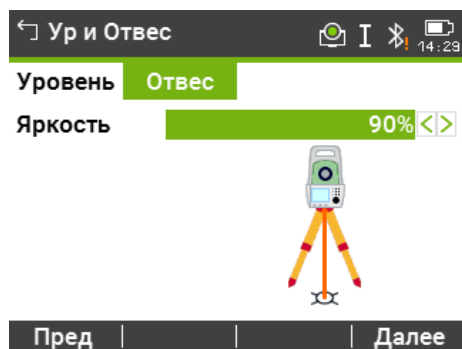 Ур и Отвес I 14:29
Уровень Отвес
Яркость 90% <>
Пред Далее